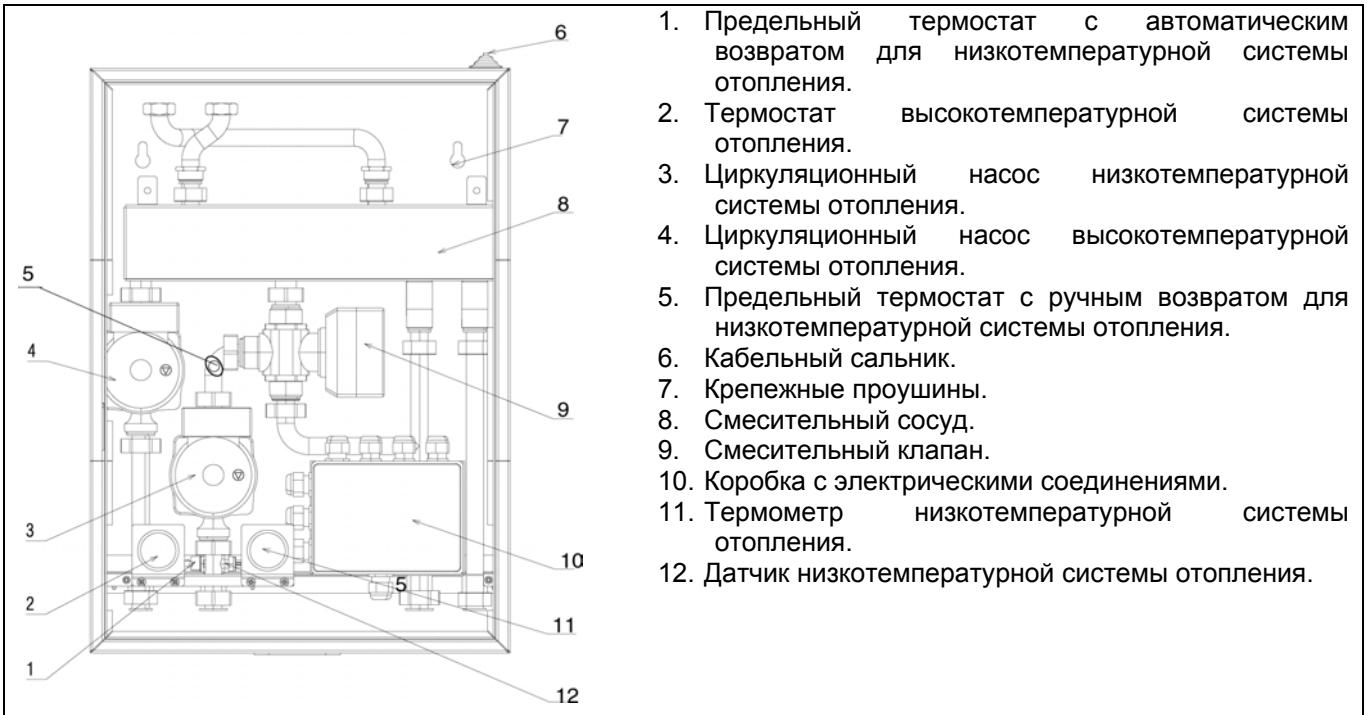 6
7
8
5
4
9
3
10
5
2
11
1
12
1. Предельный термостат с автоматическим
возвратом для низкотемпературной системы
отопления.
2. Термостат высокотемпературной системы
отопления.
3. Циркуляционный насос низкотемпературной
системы отопления.
4. Циркуляционный насос высокотемпературной
системы отопления.
5. Предельный термостат с ручным возвратом для
низкотемпературной системы отопления.
6. Кабельный сальник.
7. Крепежные проушины.
8. Смесительный сосуд.
9. Смесительный клапан.
10. Коробка с электрическими соединениями.
11. Термометр низкотемпературной системы
отопления.
12. Датчик низкотемпературной системы отопления.